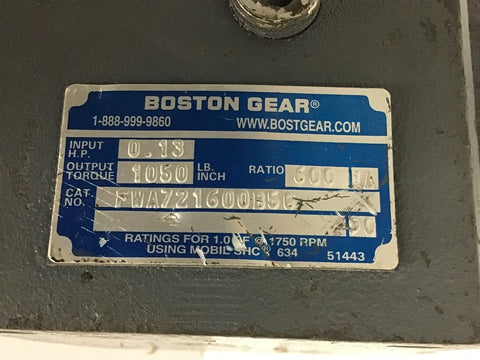 BOSTON GEAR®
1-888-999-9860 WWW.BOSTGEAR.COM
INPUT H.P. 0.13
OUTPUT TORQUE 1050 LB. INCH RATIO 600
CAT. NO.
RATINGS FOR 1.0 @ 1750 RPM
USING MOBIL SHC® 634 51443